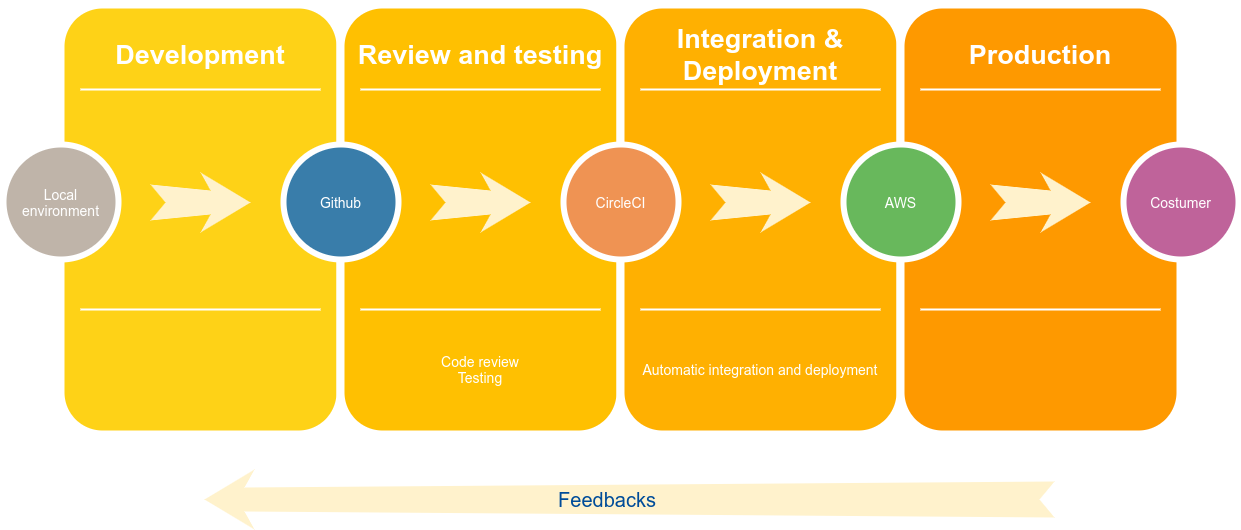 Development
Review and testing
Integration &
Deployment
Production
Local
environment
Github
CircleCI
AWS
Costumer
Code review
Testing
Automatic integration and deployment
Feedbacks